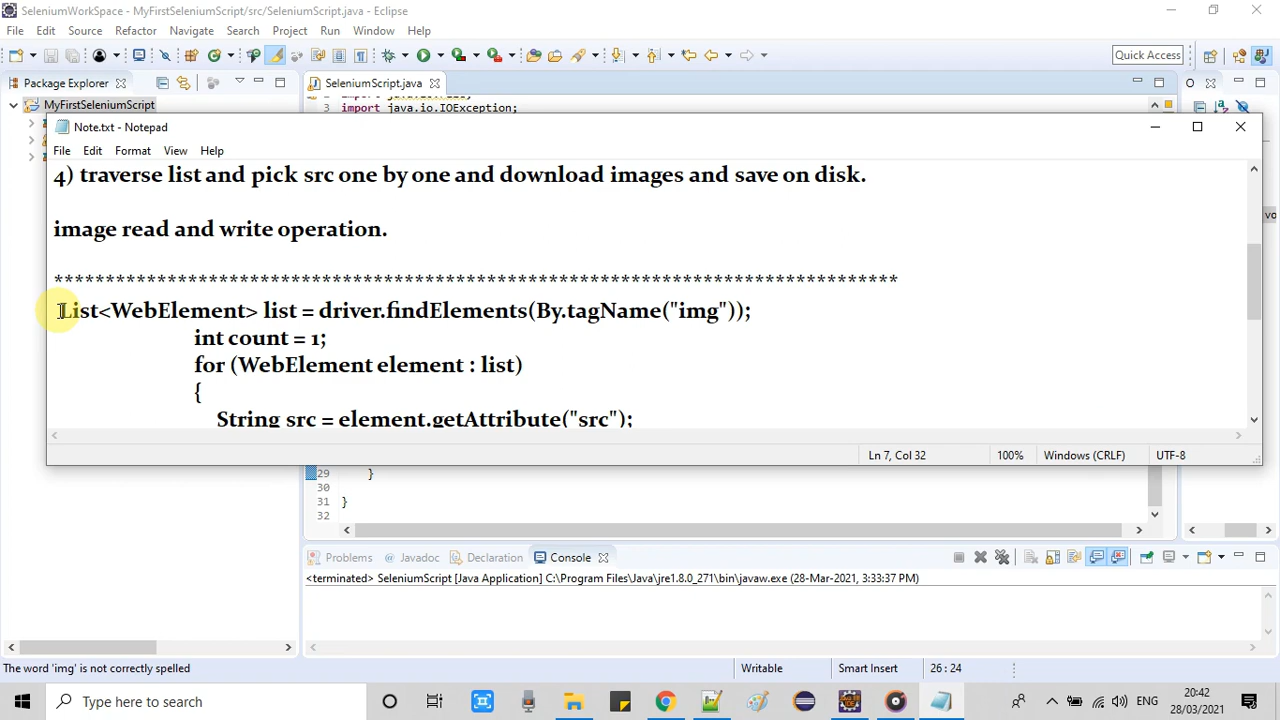 SeleniumWorkSpace - MyFirstSeleniumScript/src/SeleniumScript.java - Eclipse
File Edit Source Refactor Navigate Search Project Run Window Help
Quick Access
Package Explorer
SeleniumScript.java
MyFirstSeleniumScript
3 import java.io.IOException;
Note.txt - Notepad
File Edit Format View Help
4) traverse list and pick src one by one and download images and save on disk.
image read and write operation.
**********************************************************************************
List<WebElement> list = driver.findElements(By.tagName("img"));
int count = 1;
for (WebElement element : list)
{
String src = element.getAttribute("src");
Ln 7, Col 32 100% Windows (CRLF) UTF-8
vo
29 }
30
31 }
32
Problems Javadoc Declaration Console
<terminated> SeleniumScript [Java Application] C:\Program Files\Java\jre1.8.0_271\bin\javaw.exe (28-Mar-2021, 3:33:37 PM)
The word 'img' is not correctly spelled Writable Smart Insert 26 : 24
Type here to search
ENG
20:42
28/03/2021